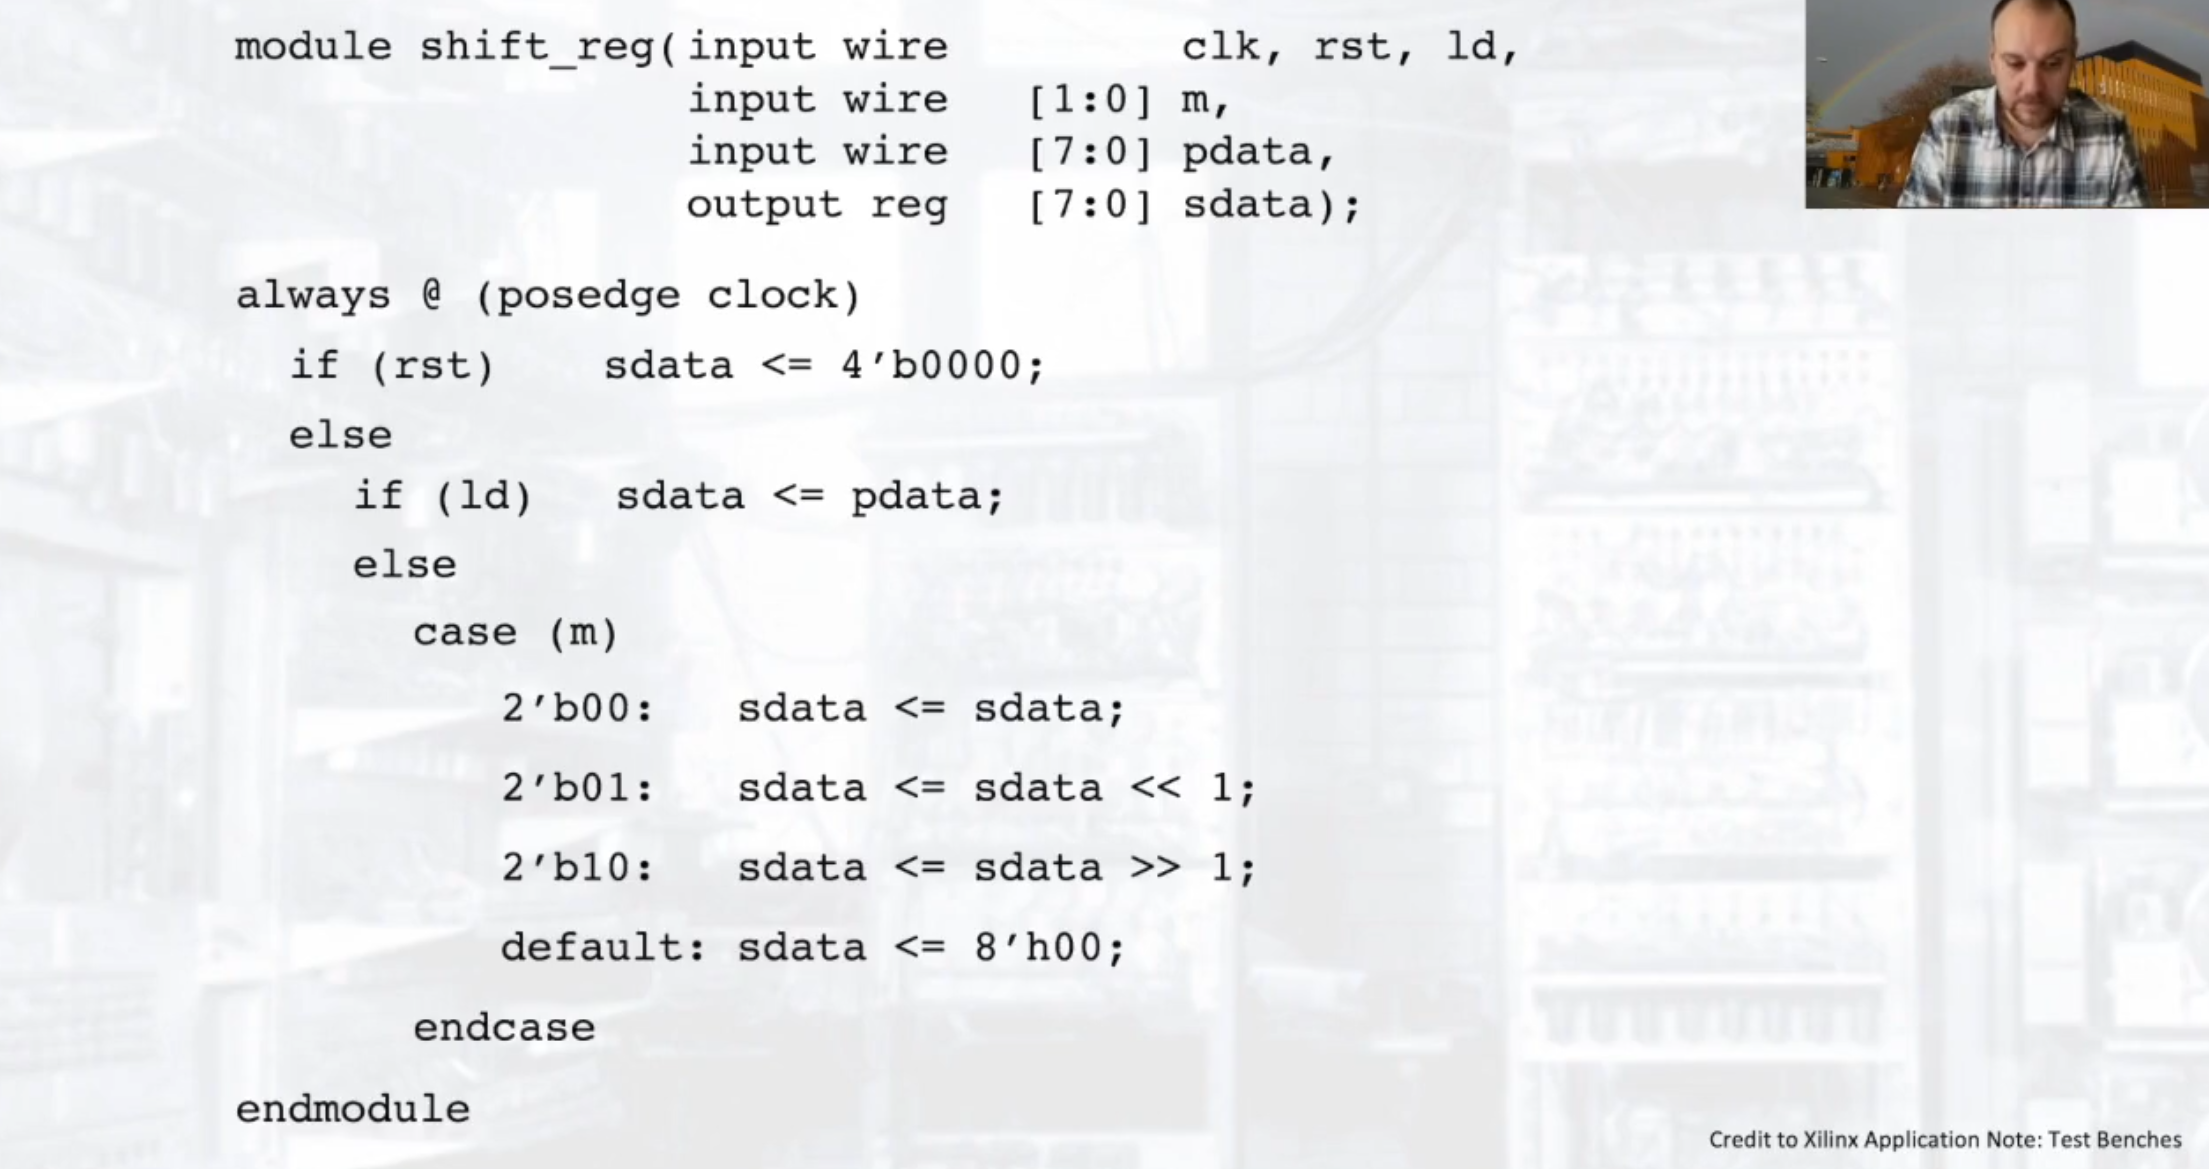 module shift_reg( input wire clk, rst, ld,
input wire [1:0] m,
input wire [7:0] pdata,
output reg [7:0] sdata);
always @ (posedge clock)
if (rst) sdata <= 4'b0000;
else
if (ld) sdata <= pdata;
else
case (m)
2'b00: sdata <= sdata;
2'b01: sdata <= sdata << 1;
2'b10: sdata <= sdata >> 1;
default: sdata <= 8'h00;
endcase
endmodule
Credit to Xilinx Application Note: Test Benches